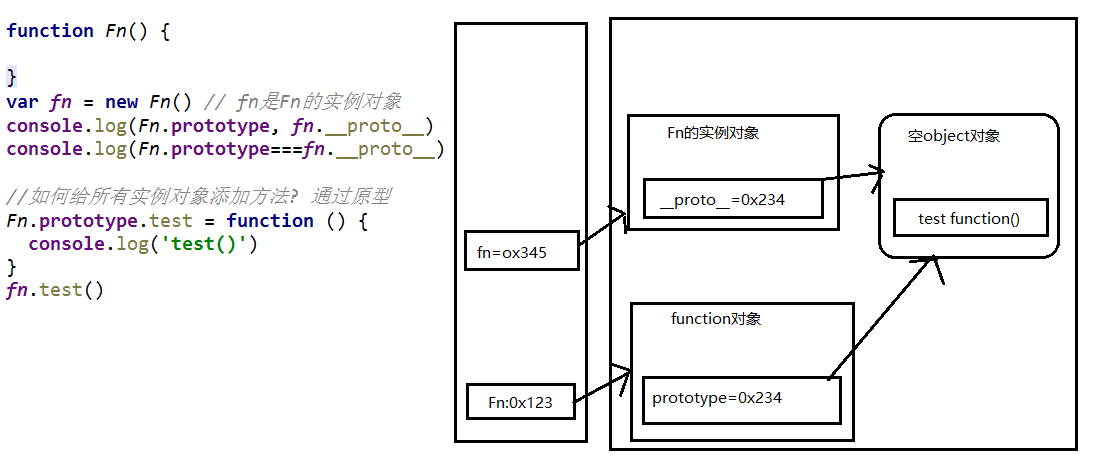 function Fn() {
}
var fn = new Fn() // fn是Fn的实例对象
console.log(Fn.prototype, fn.__proto__)
console.log(Fn.prototype===fn.__proto__)
//如何给所有实例对象添加方法? 通过原型
Fn.prototype.test = function () {
  console.log('test()')
}
fn.test()
fn=ox345
Fn:0x123
Fn的实例对象
__proto__=0x234
function对象
prototype=0x234
空object对象
test function()